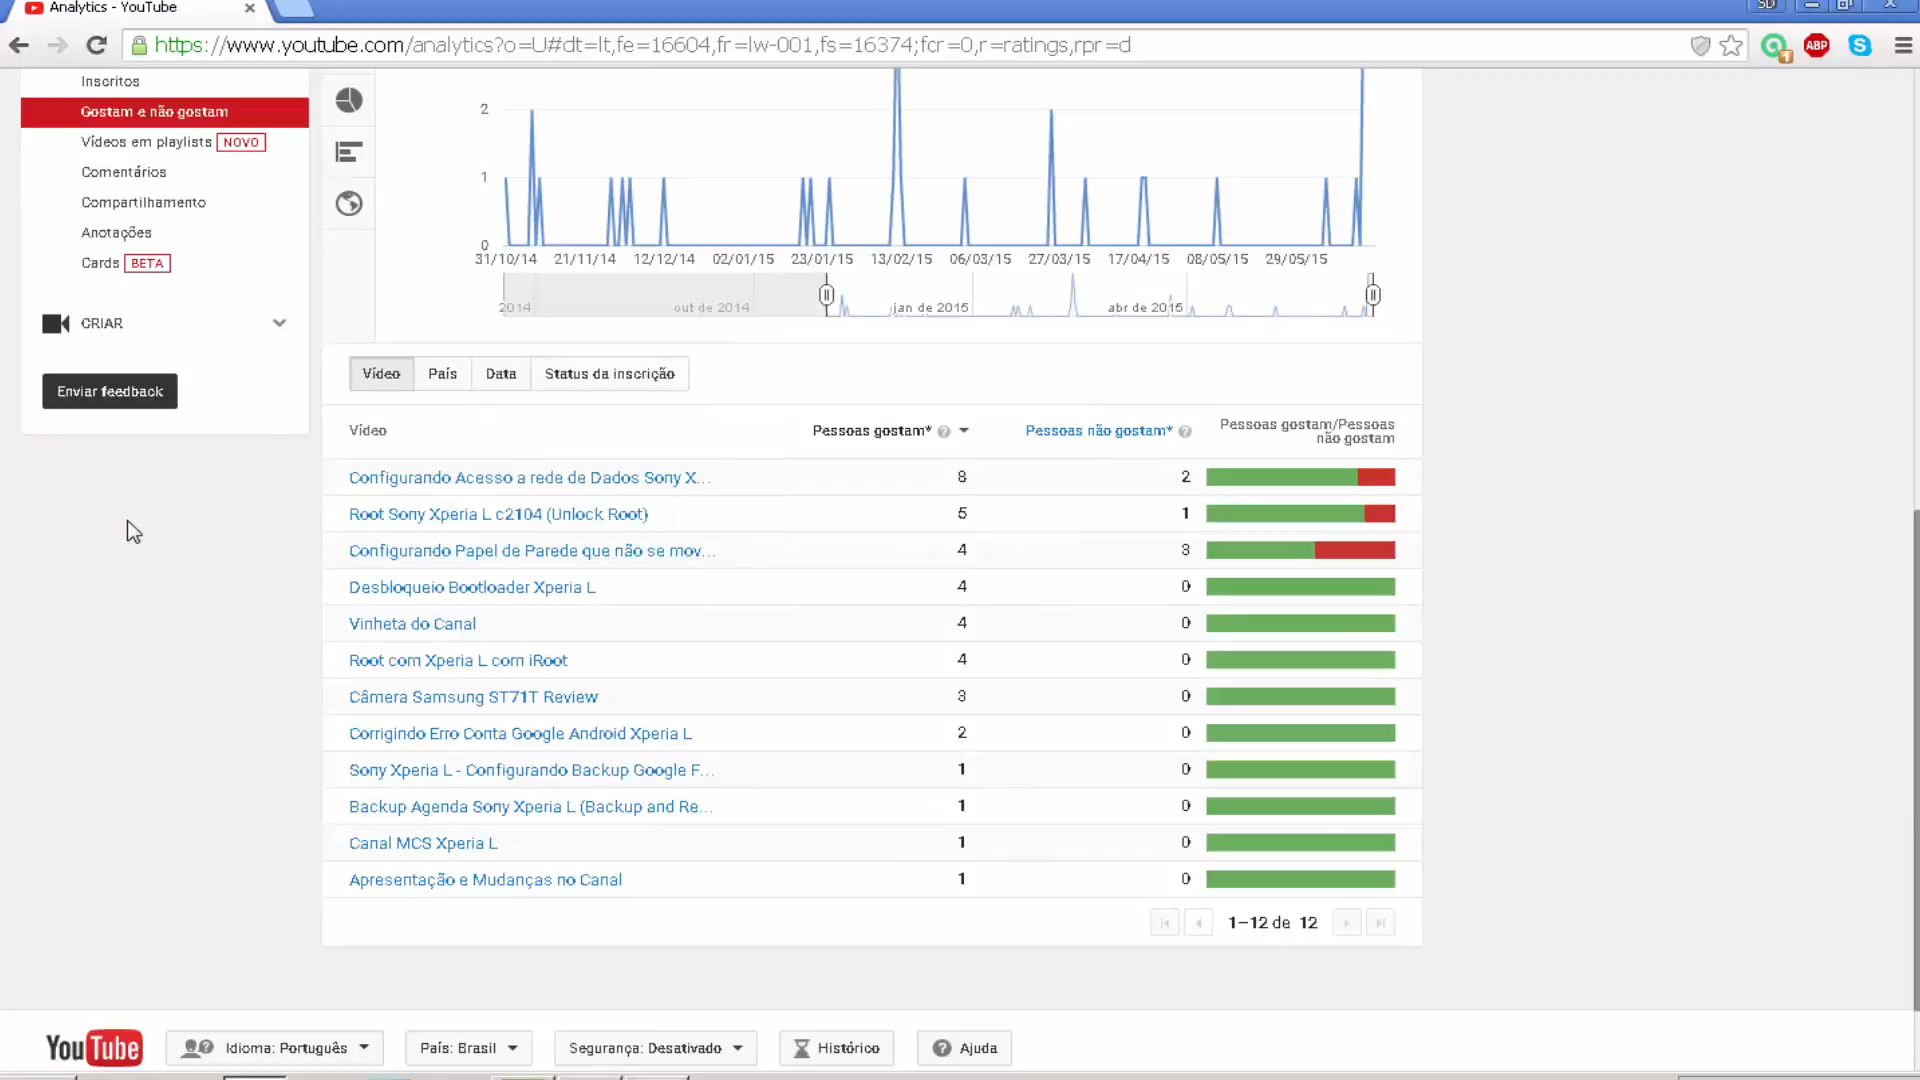 Analytics - YouTube
SD
https://www.youtube.com/analytics?o=U#dt=lt,fe=16604,fr=lw-001,fs=16374;fcr=0,r=ratings,rpr=d
1
ABP
Inscritos
Gostam e não gostam
Vídeos em playlists NOVO
Comentários
Compartilhamento
Anotações
Cards BETA
CRIAR
Enviar feedback
2
1
0
31/10/14 21/11/14 12/12/14 02/01/15 23/01/15 13/02/15 06/03/15 27/03/15 17/04/15 08/05/15 29/05/15
2014 out de 2014 jan de 2015 abr de 2015
Vídeo País Data Status da inscrição
Vídeo Pessoas gostam* Pessoas não gostam* Pessoas gostam/Pessoas
não gostam
Configurando Acesso a rede de Dados Sony X... 8 2
Root Sony Xperia L c2104 (Unlock Root) 5 1
Configurando Papel de Parede que não se mov... 4 3
Desbloqueio Bootloader Xperia L 4 0
Vinheta do Canal 4 0
Root com Xperia L com iRoot 4 0
Câmera Samsung ST71T Review 3 0
Corrigindo Erro Conta Google Android Xperia L 2 0
Sony Xperia L - Configurando Backup Google F... 1 0
Backup Agenda Sony Xperia L (Backup and Re... 1 0
Canal MCS Xperia L 1 0
Apresentação e Mudanças no Canal 1 0
1–12 de 12
YouTube Idioma: Português País: Brasil Segurança: Desativado Histórico Ajuda